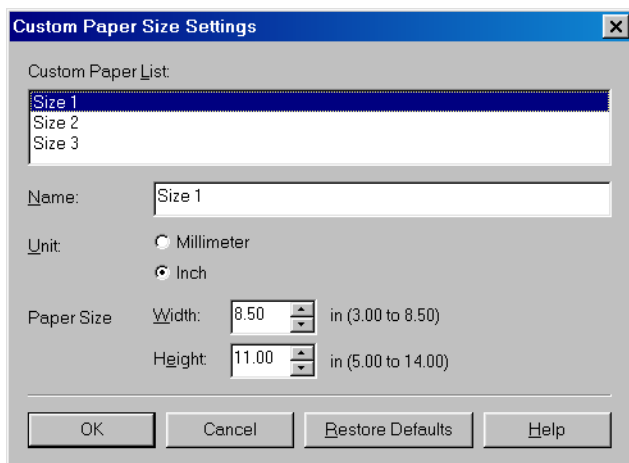 Custom Paper Size Settings
Custom Paper List:
Size 1
Size 2
Size 3
Name: Size 1
Unit: Millimeter
Inch
Paper Size Width: 8.50 in (3.00 to 8.50)
Height: 11.00 in (5.00 to 14.00)
OK Cancel Restore Defaults Help